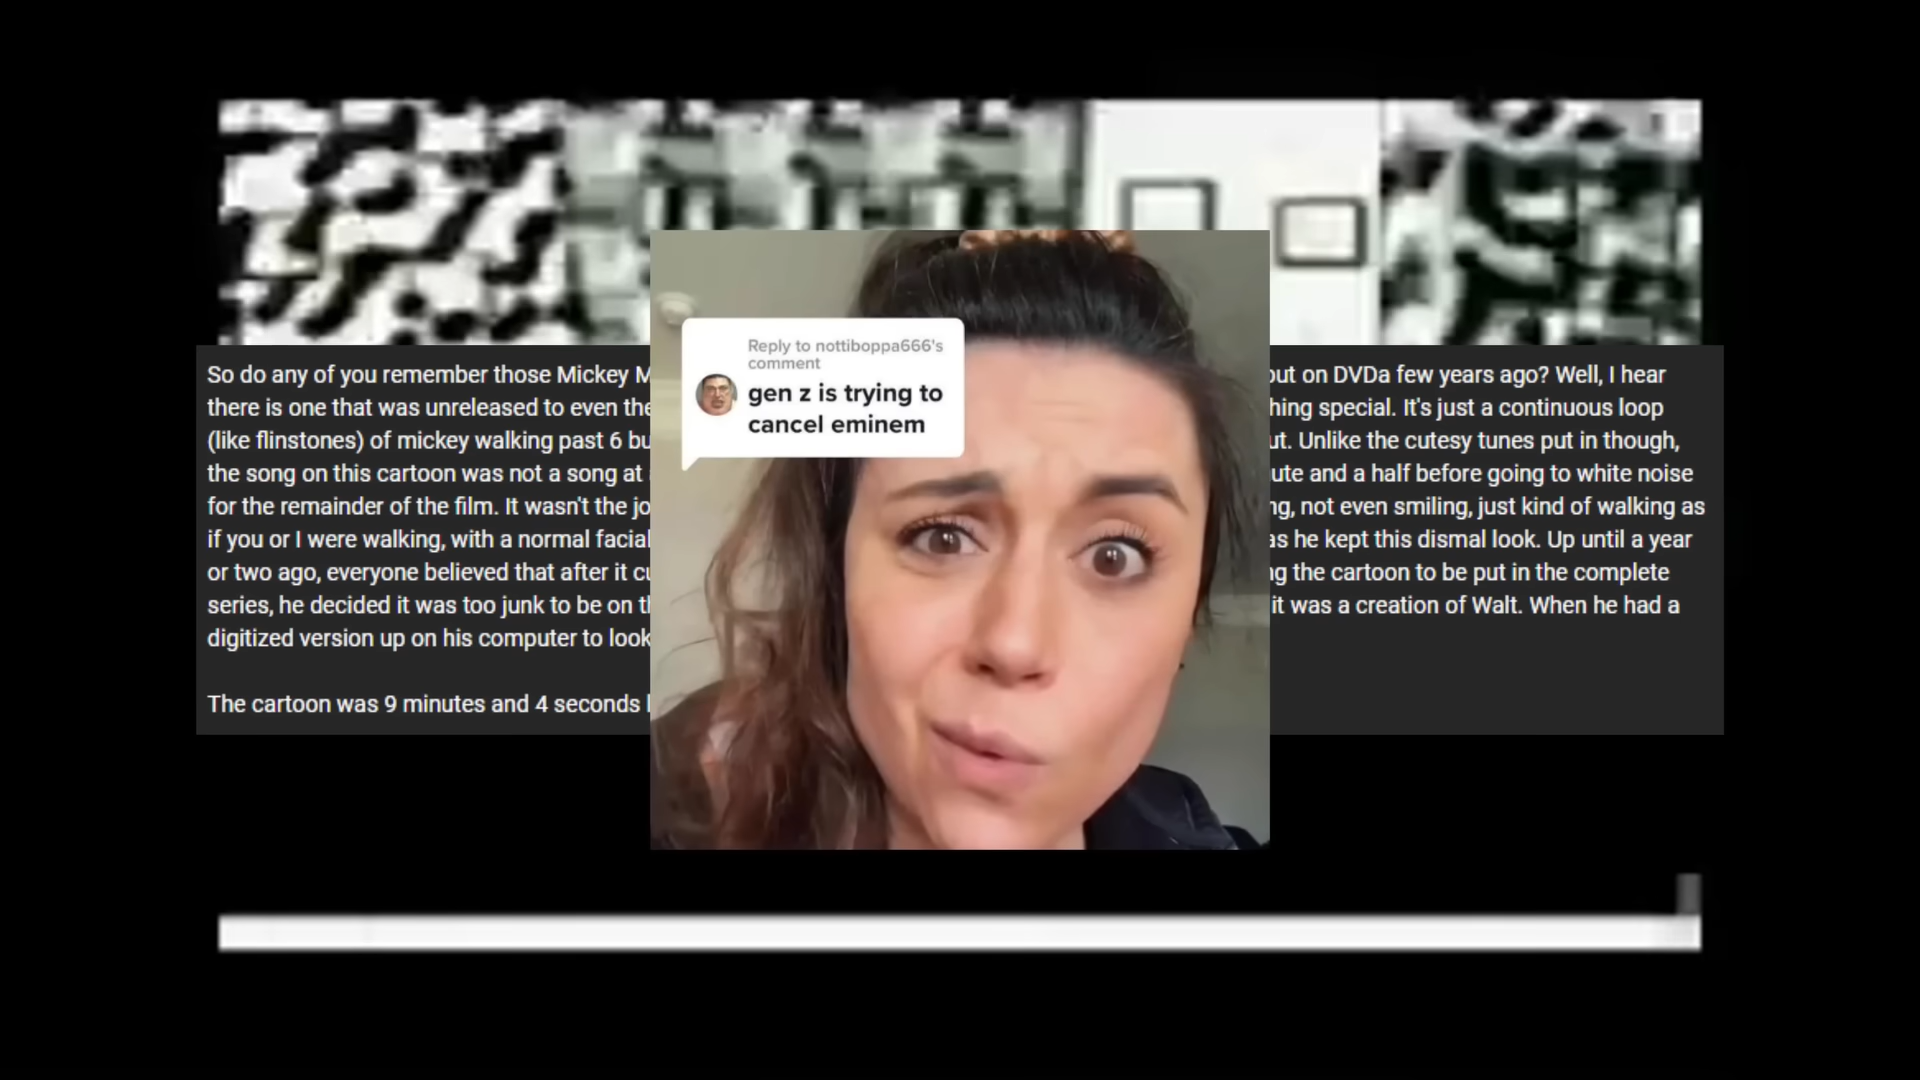 So do any of you remember those Mickey M
out on DVDa few years ago? Well, I hear
there is one that was unreleased to even the
hing special. It's just a continuous loop
(like flinstones) of mickey walking past 6 bu
ut. Unlike the cutesy tunes put in though,
the song on this cartoon was not a song at
ute and a half before going to white noise
for the remainder of the film. It wasn't the jo
ng, not even smiling, just kind of walking as
if you or I were walking, with a normal facial
as he kept this dismal look. Up until a year
or two ago, everyone believed that after it cu
ng the cartoon to be put in the complete
series, he decided it was too junk to be on th
it was a creation of Walt. When he had a
digitized version up on his computer to look
The cartoon was 9 minutes and 4 seconds l
Reply to nottiboppa666's
comment
gen z is trying to
cancel eminem